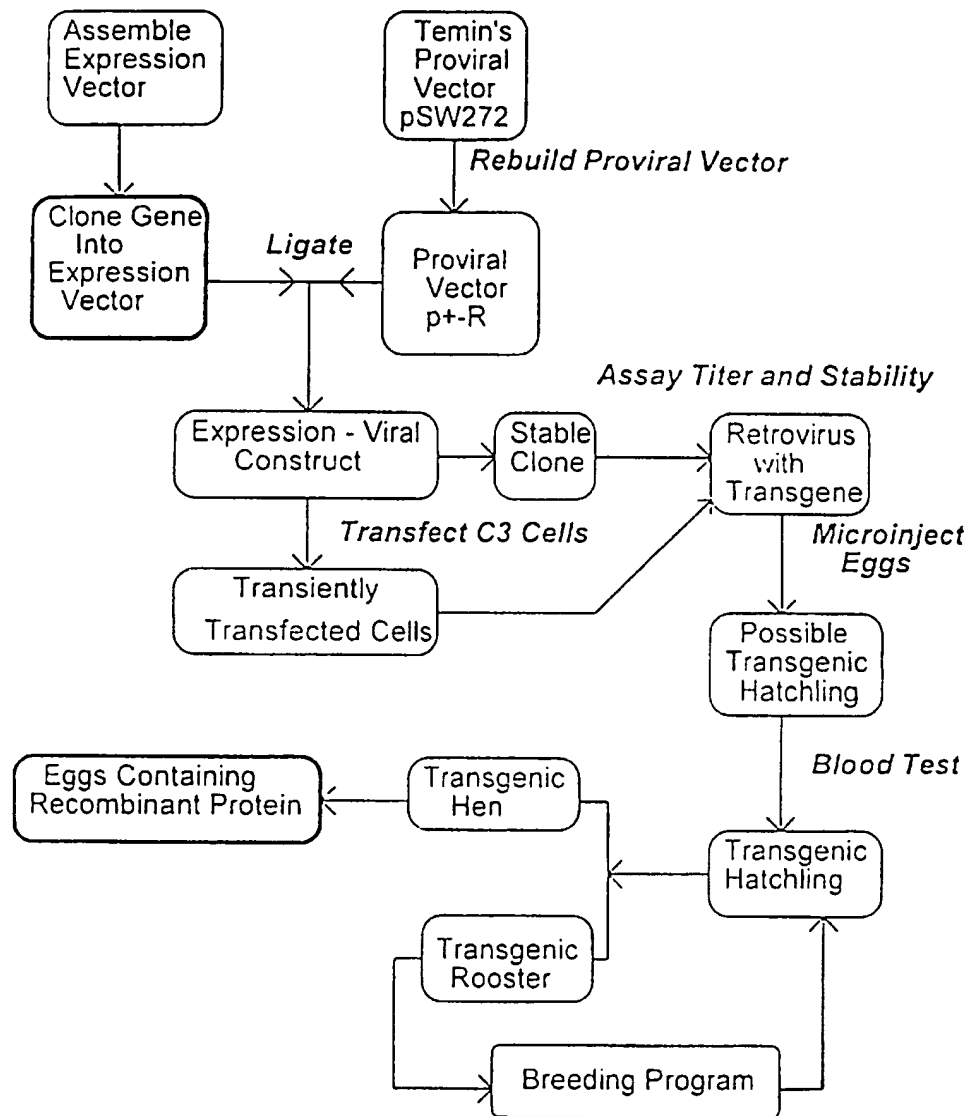 Assemble
Expression
Vector
Temin's
Proviral
Vector
pSW272
Rebuild Proviral Vector
Clone Gene
Into
Expression
Vector
Ligate
Proviral
Vector
p+-R
Assay Titer and Stability
Expression - Viral
Construct
Stable
Clone
Retrovirus
with
Transgene
Transfect C3 Cells
Microinject
Eggs
Transiently
Transfected Cells
Possible
Transgenic
Hatchling
Blood Test
Eggs Containing
Recombinant Protein
Transgenic
Hen
Transgenic
Hatchling
Transgenic
Rooster
Breeding Program